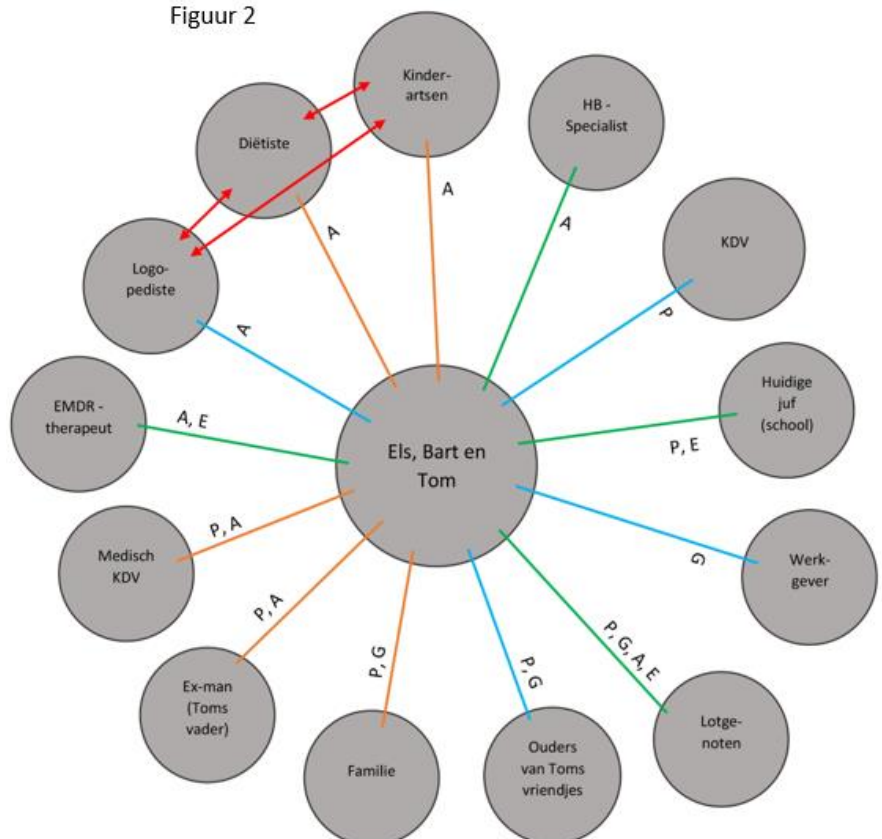 Figuur 2
Kinder-
artsen
HB -
Specialist
Diëtiste
KDV
Logo-
pediste
Huidige
juf
(school)
EMDR -
therapeut
Els, Bart en
Tom
Werk-
gever
Medisch
KDV
Lotge-
noten
Ex-man
(Toms
vader)
Familie
Ouders
van Toms
vriendjes
A
A
A
P
A
A, E
P, E
P, A
G
P, A
P, G
P, G
P, G, A, E